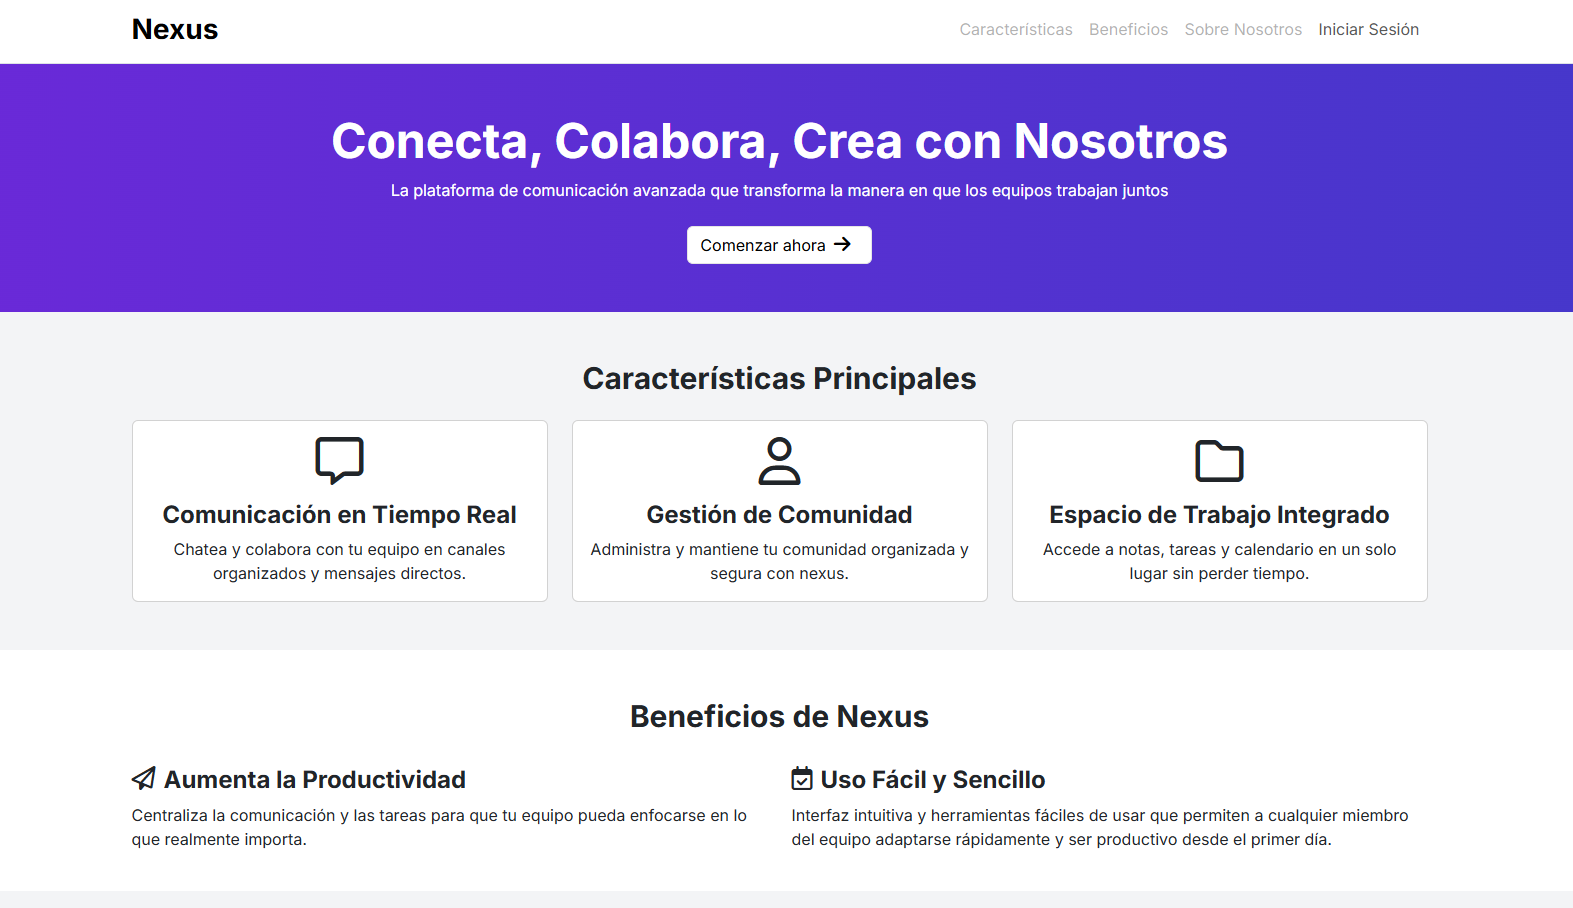 Nexus
Características Beneficios Sobre Nosotros Iniciar Sesión
Conecta, Colabora, Crea con Nosotros
La plataforma de comunicación avanzada que transforma la manera en que los equipos trabajan juntos
Comenzar ahora
Características Principales
Comunicación en Tiempo Real
Chatea y colabora con tu equipo en canales
organizados y mensajes directos.
Gestión de Comunidad
Administra y mantiene tu comunidad organizada y
segura con nexus.
Espacio de Trabajo Integrado
Accede a notas, tareas y calendario en un solo
lugar sin perder tiempo.
Beneficios de Nexus
Aumenta la Productividad
Centraliza la comunicación y las tareas para que tu equipo pueda enfocarse en lo
que realmente importa.
Uso Fácil y Sencillo
Interfaz intuitiva y herramientas fáciles de usar que permiten a cualquier miembro
del equipo adaptarse rápidamente y ser productivo desde el primer día.